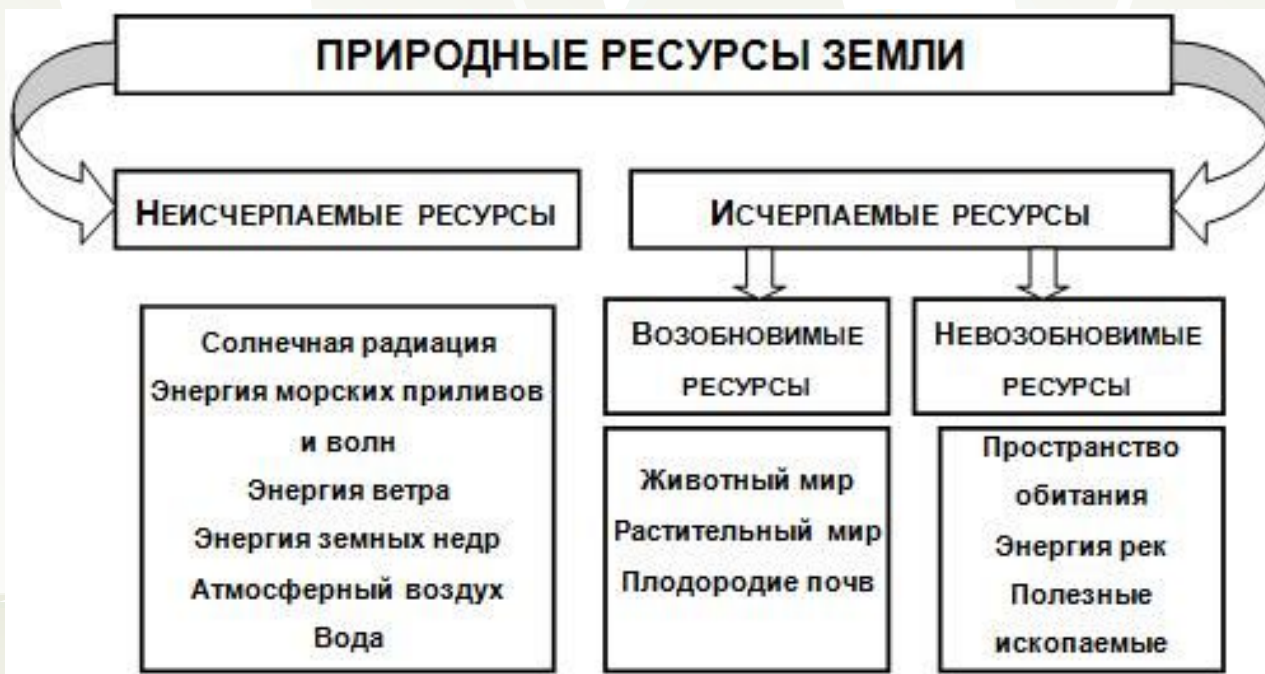 ПРИРОДНЫЕ РЕСУРСЫ ЗЕМЛИ
НЕИСЧЕРПАЕМЫЕ РЕСУРСЫ
ИСЧЕРПАЕМЫЕ РЕСУРСЫ
Солнечная радиация
Энергия морских приливов
и волн
Энергия ветра
Энергия земных недр
Атмосферный воздух
Вода
ВОЗОБНОВИМЫЕ
РЕСУРСЫ
Животный мир
Растительный мир
Плодородие почв
НЕВОЗОБНОВИМЫЕ
РЕСУРСЫ
Пространство
обитания
Энергия рек
Полезные
ископаемые